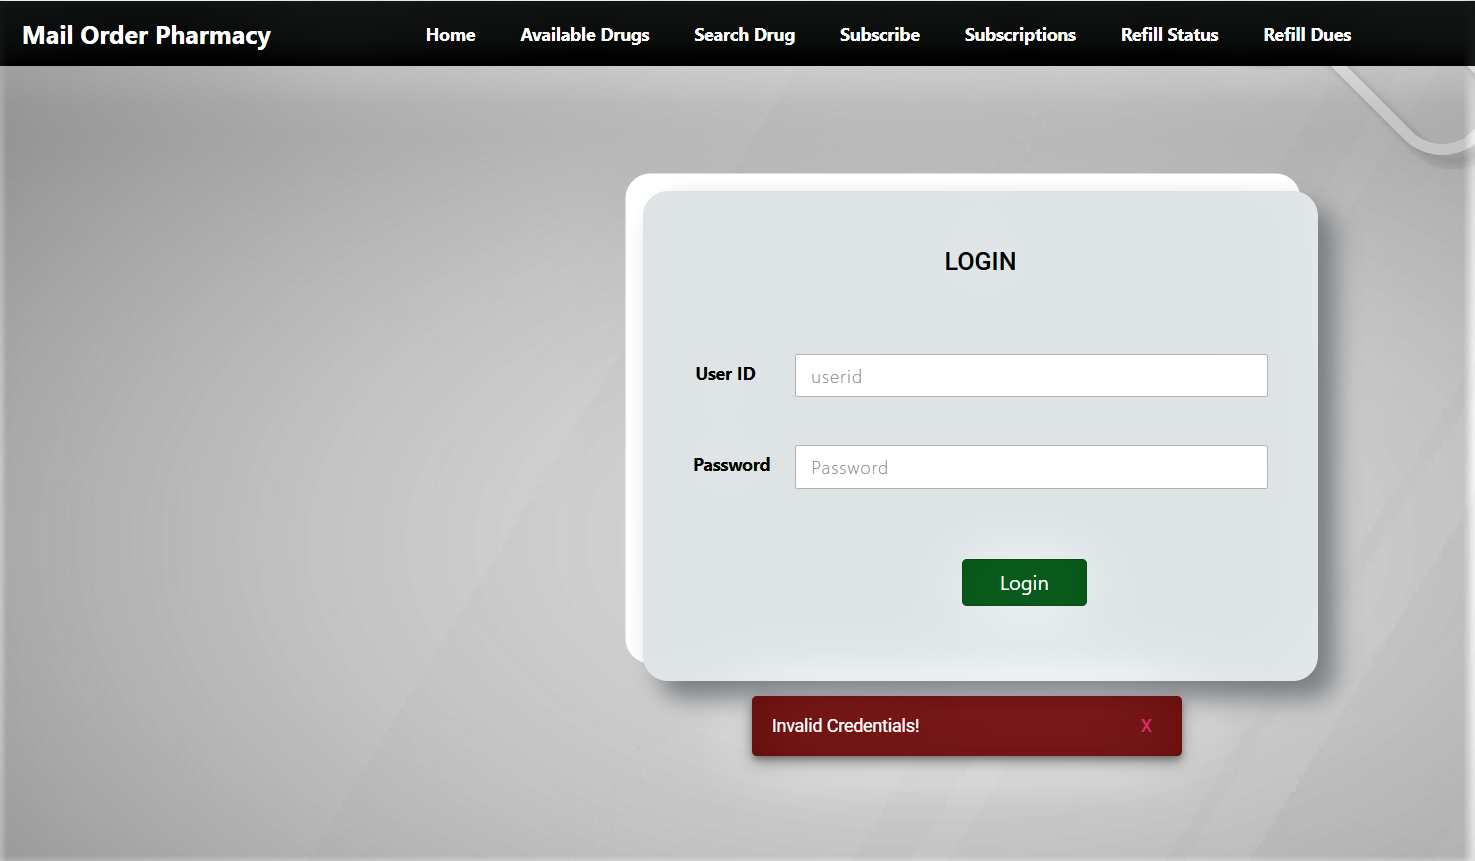 Mail Order Pharmacy Home Available Drugs Search Drug Subscribe Subscriptions Refill Status Refill Dues
LOGIN
User ID userid
Password Password
Login
Invalid Credentials! X